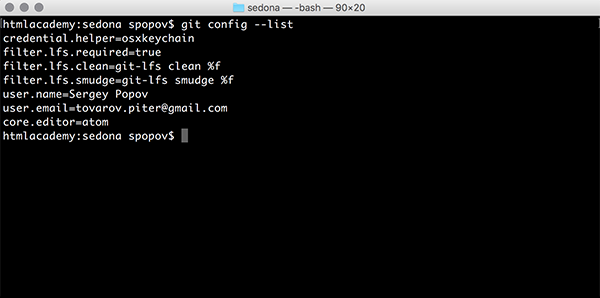 sedona — -bash — 90×20
htmlacademy:sedona spopov$ git config --list
credential.helper=osxkeychain
filter.lfs.required=true
filter.lfs.clean=git-lfs clean %f
filter.lfs.smudge=git-lfs smudge %f
user.name=Sergey Popov
user.email=tovarov.piter@gmail.com
core.editor=atom
htmlacademy:sedona spopov$